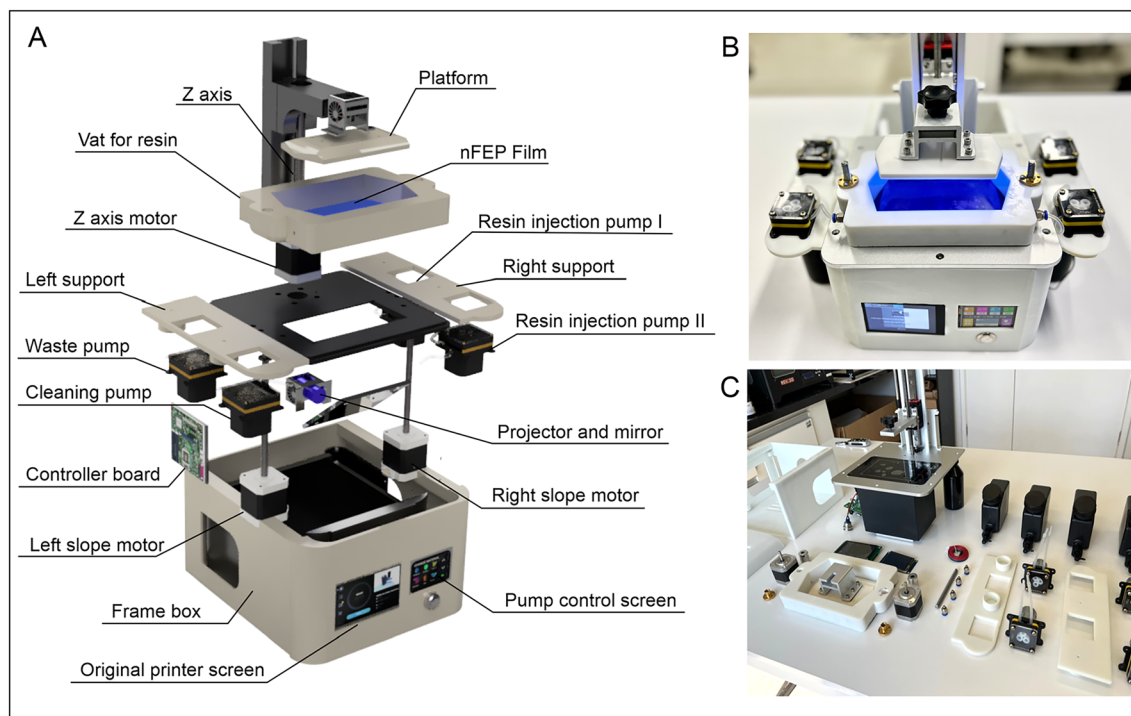 A
B
Z axis
Platform
Vat for resin
nFEP Film
Z axis motor
Resin injection pump I
Left support
Right support
Waste pump
Resin injection pump II
Cleaning pump
Projector and mirror
Controller board
Right slope motor
Left slope motor
Pump control screen
Frame box
Original printer screen
C